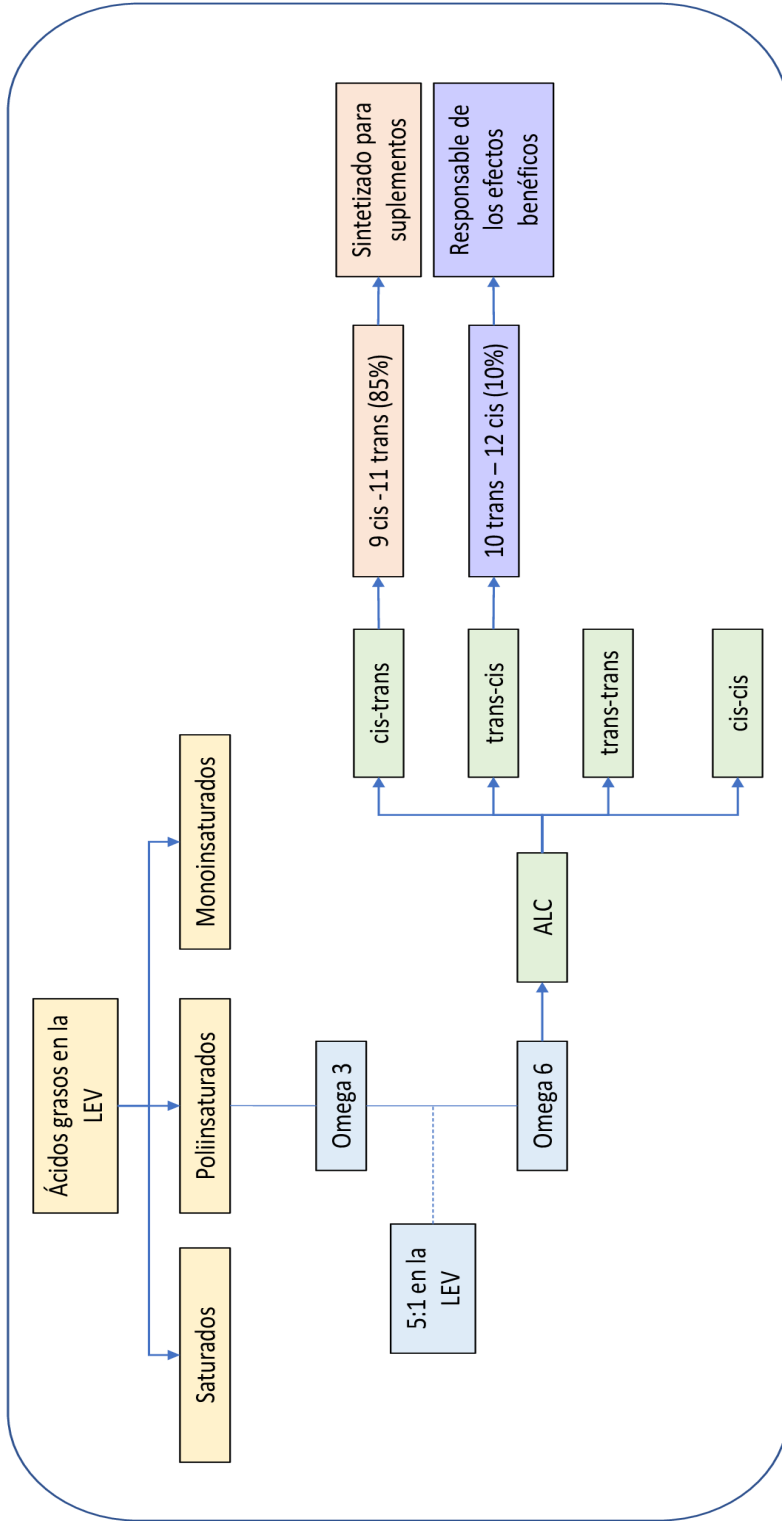 Ácidos grasos en la
LEV
Saturados
Poliinsaturados
Monoinsaturados
Omega 3
5:1 en la
LEV
Omega 6
ALC
cis-trans
trans-cis
trans-trans
cis-cis
9 cis -11 trans (85%)
10 trans – 12 cis (10%)
Sintetizado para
suplementos
Responsable de
los efectos
benéficos